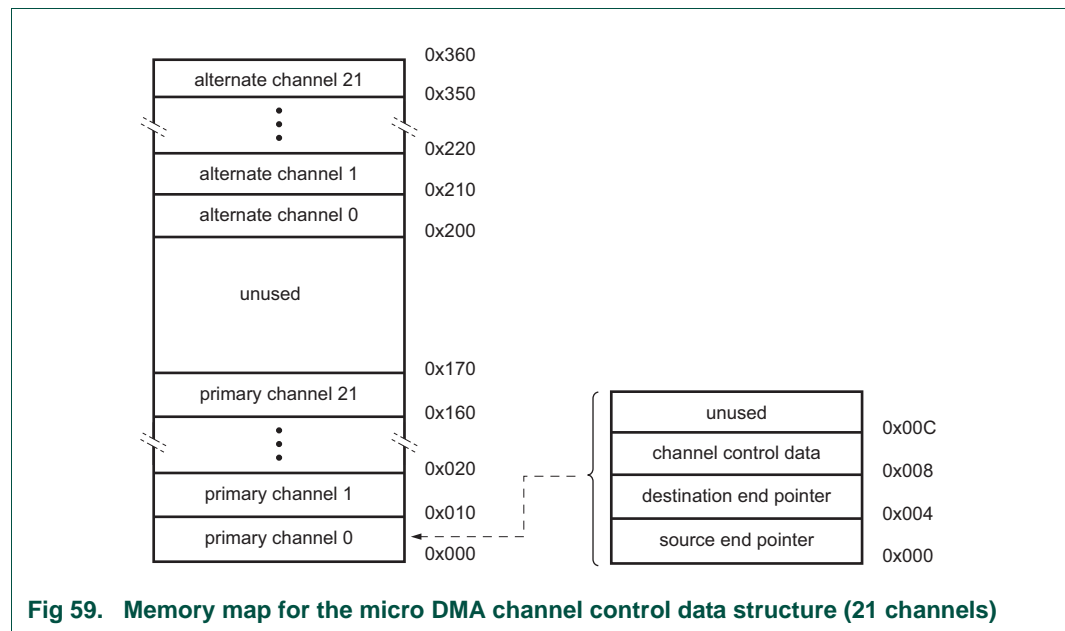 0x360
alternate channel 21
0x350
0x220
alternate channel 1
0x210
alternate channel 0
0x200
unused
0x170
primary channel 21
0x160
0x020
primary channel 1
0x010
primary channel 0
0x000
unused
0x00C
channel control data
0x008
destination end pointer
0x004
source end pointer
0x000
Fig 59. Memory map for the micro DMA channel control data structure (21 channels)